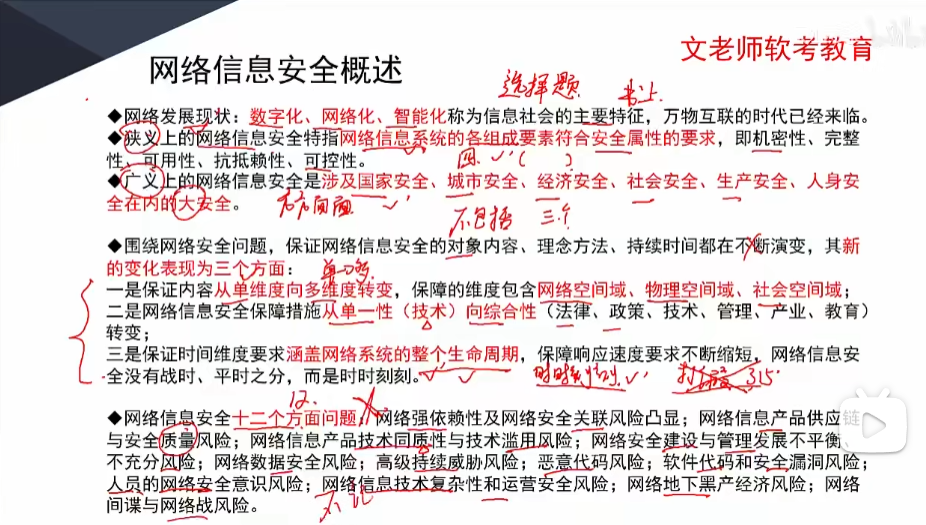 文老师软考教育
网络信息安全概述
选择题 书上
◆网络发展现状：数字化、网络化、智能化称为信息社会的主要特征，万物互联的时代已经来临。
◆狭义上的网络信息安全特指网络信息系统的各组成要素符合安全属性的要求，即机密性、完整
性、可用性、抗抵赖性、可控性。
◆广义上的网络信息安全是涉及国家安全、城市安全、经济安全、社会安全、生产安全、人身安
全在内的大安全。
方方面面
不包括 三个
◆围绕网络安全问题，保证网络信息安全的对象内容、理念方法、持续时间都在不断演变，其新
的变化表现为三个方面：
单→多
一是保证内容从单维度向多维度转变，保障的维度包含网络空间域、物理空间域、社会空间域；
二是网络信息安全保障措施从单一性（技术）向综合性（法律、政策、技术、管理、产业、教育）
转变；
三是保证时间维度要求涵盖网络系统的整个生命周期，保障响应速度要求不断缩短，网络信息安
全没有战时、平时之分，而是时时刻刻。
时时刻刻 315
12
◆网络信息安全十二个方面问题，网络强依赖性及网络安全关联风险凸显；网络信息产品供应链
与安全质量风险；网络信息产品技术同质性与技术滥用风险；网络安全建设与管理发展不平衡、
不充分风险；网络数据安全风险；高级持续威胁风险；恶意代码风险；软件代码和安全漏洞风险；
人员的网络安全意识风险；网络信息技术复杂性和运营安全风险；网络地下黑产经济风险；网络
间谍与网络战风险。
不记